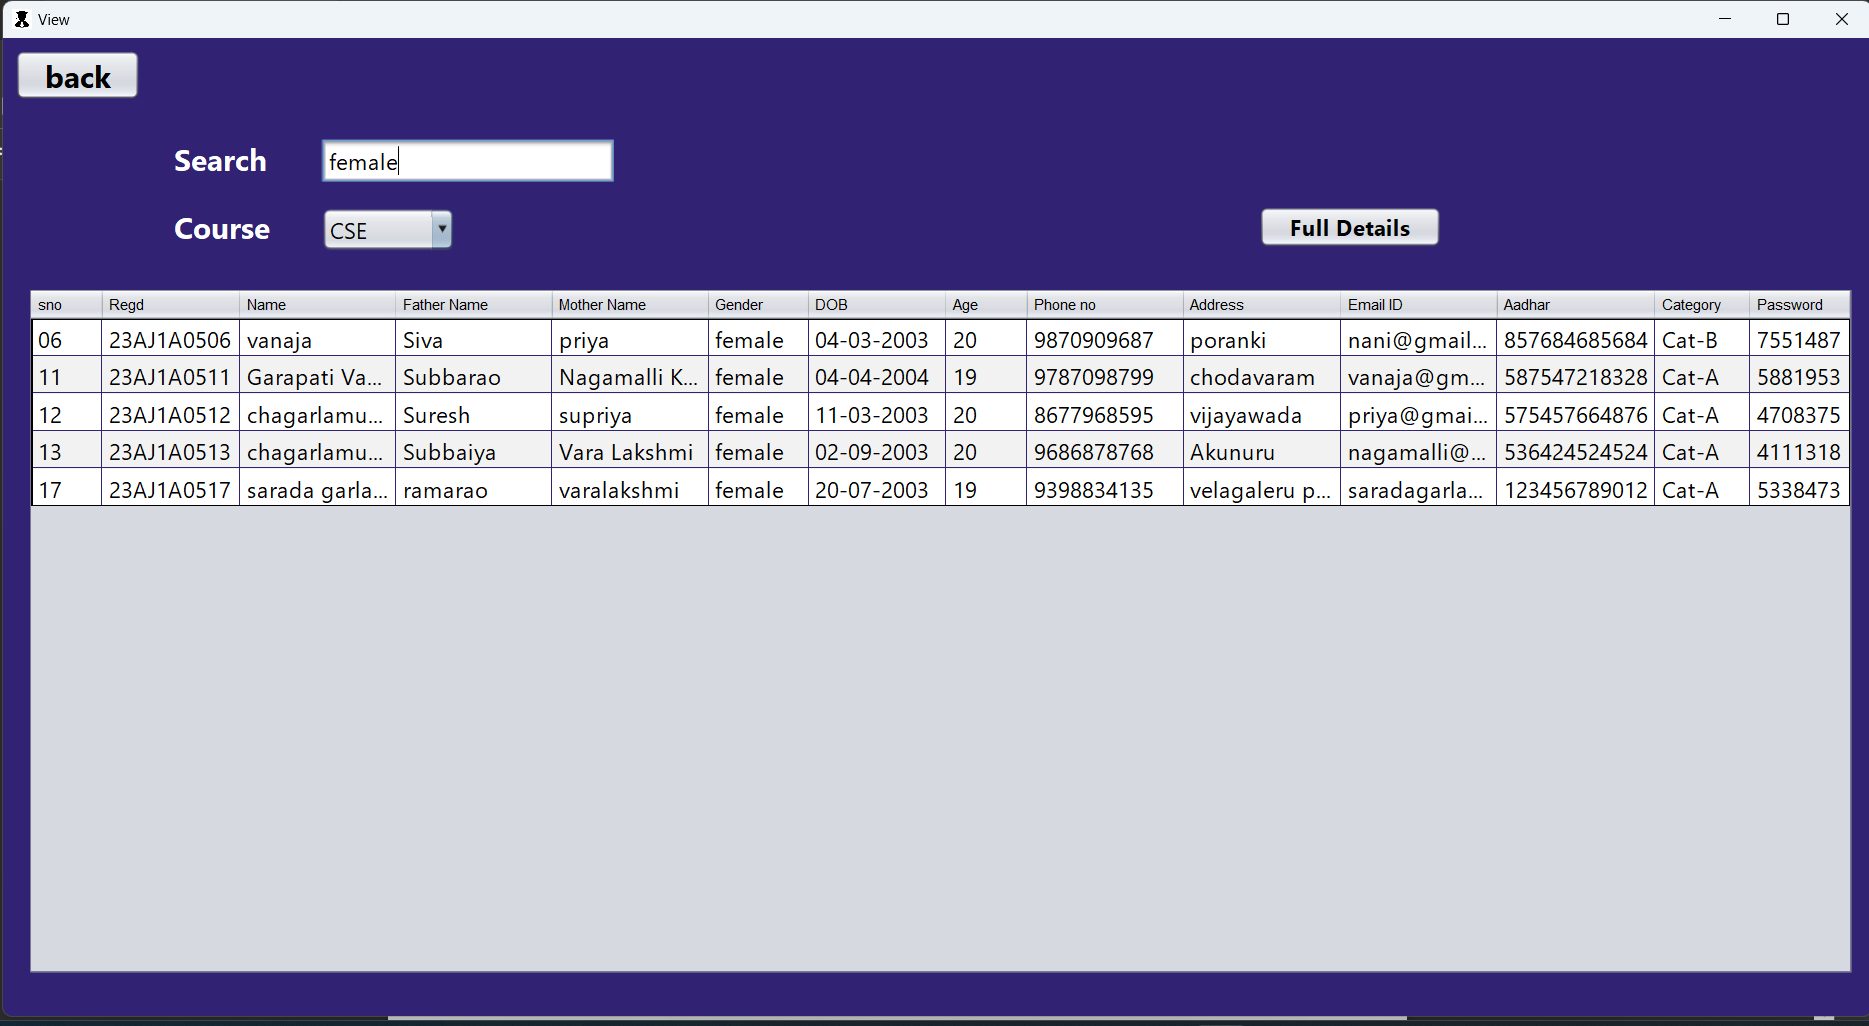 View
back
Search female
Course CSE Full Details
sno Regd Name Father Name Mother Name Gender DOB Age Phone no Address Email ID Aadhar Category Password
06 23AJ1A0506 vanaja Siva priya female 04-03-2003 20 9870909687 poranki nani@gmail... 857684685684 Cat-B 7551487
11 23AJ1A0511 Garapati Va... Subbarao Nagamalli K... female 04-04-2004 19 9787098799 chodavaram vanaja@gm... 587547218328 Cat-A 5881953
12 23AJ1A0512 chagarlamu... Suresh supriya female 11-03-2003 20 8677968595 vijayawada priya@gmai... 575457664876 Cat-A 4708375
13 23AJ1A0513 chagarlamu... Subbaiya Vara Lakshmi female 02-09-2003 20 9686878768 Akunuru nagamalli@... 536424524524 Cat-A 4111318
17 23AJ1A0517 sarada garla... ramarao varalakshmi female 20-07-2003 19 9398834135 velagaleru p... saradagarla... 123456789012 Cat-A 5338473